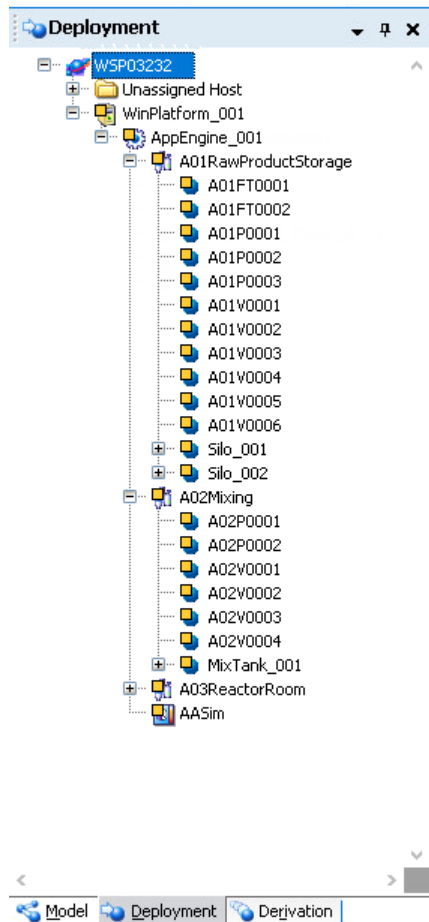 Deployment
WSP03232
Unassigned Host
WinPlatform_001
AppEngine_001
A01RawProductStorage
A01FT0001
A01FT0002
A01P0001
A01P0002
A01P0003
A01V0001
A01V0002
A01V0003
A01V0004
A01V0005
A01V0006
Silo_001
Silo_002
A02Mixing
A02P0001
A02P0002
A02V0001
A02V0002
A02V0003
A02V0004
MixTank_001
A03ReactorRoom
AASim
Model Deployment Derivation